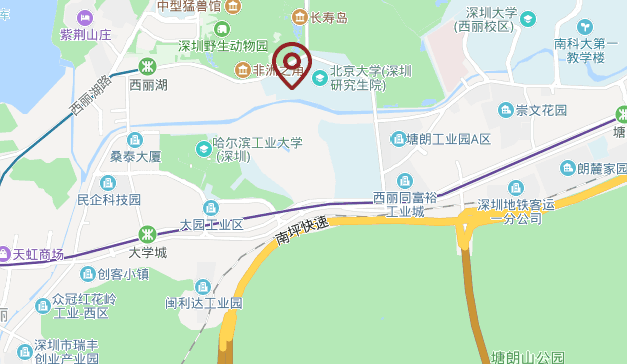 中型猛兽馆
长寿岛
深圳大学
(西丽校区)
紫荆山庄
深圳野生动物园
南科大第一
教学楼
非洲之角
北京大学(深圳
研究生院)
西丽湖
西丽湖路
崇文花园
塘
哈尔滨工业大学
(深圳)
塘朗工业园A区
桑泰大厦
朗麓家园
民企科技园
西丽同富裕
工业城
深圳地铁客运
一分公司
太园工业区
南坪快速
大学城
天虹商场
创客小镇
众冠红花岭
工业-西区
闽利达工业园
丽
深圳市瑞丰
创业产业园
塘朗山公园